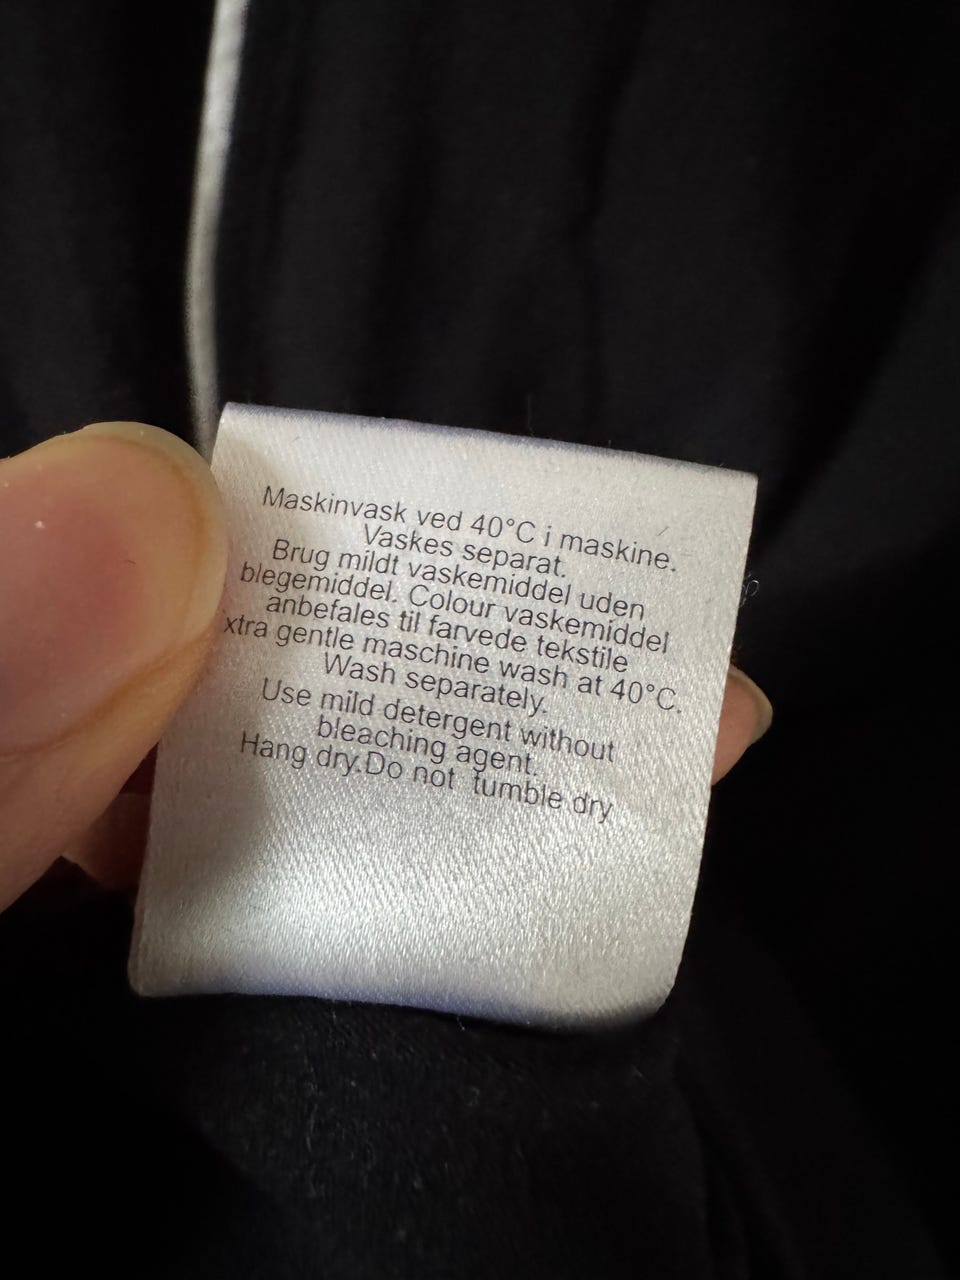 Maskinvask ved 40°C i maskine.
Vaskes separat.
Brug mildt vaskemiddel uden
blegemiddel. Colour vaskemiddel
anbefales til farvede tekstile
xtra gentle maschine wash at 40°C.
Wash separately.
Use mild detergent without
bleaching agent.
Hang dry.Do not tumble dry